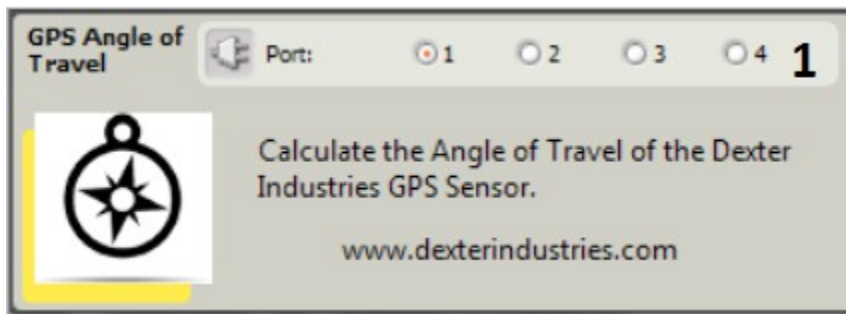 GPS Angle of
Travel
Port: 1 2 3 4 1
Calculate the Angle of Travel of the Dexter
Industries GPS Sensor.
www.dexterindustries.com